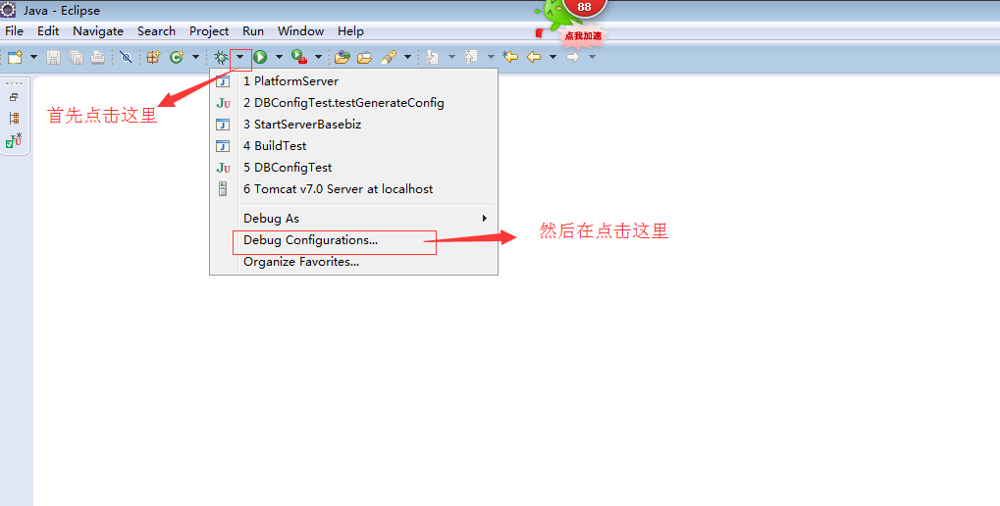 Java - Eclipse
88
File Edit Navigate Search Project Run Window Help
点我加速
1 PlatformServer
首先点击这里
2 DBConfigTest.testGenerateConfig
3 StartServerBasebiz
4 BuildTest
5 DBConfigTest
6 Tomcat v7.0 Server at localhost
Debug As
Debug Configurations...
然后在点击这里
Organize Favorites...